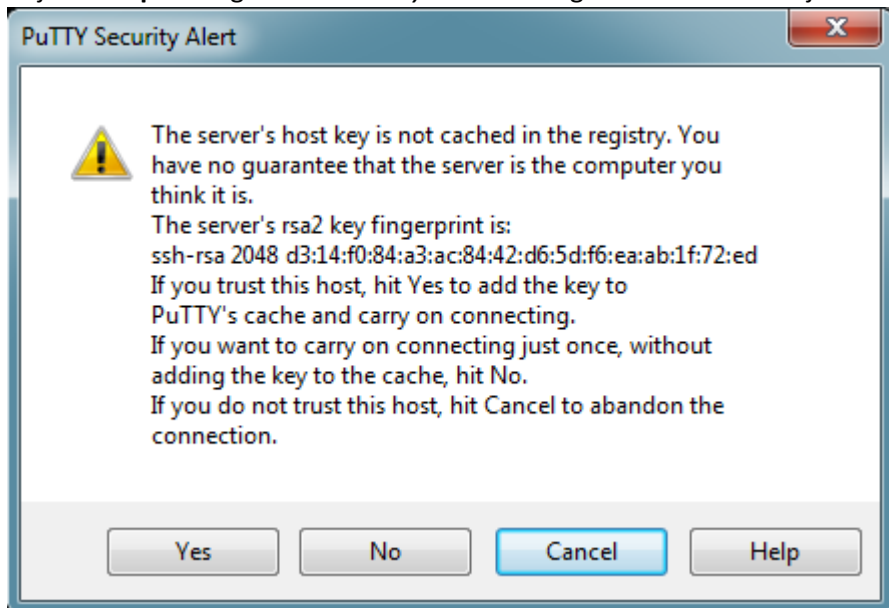 PuTTY Security Alert
The server's host key is not cached in the registry. You
have no guarantee that the server is the computer you
think it is.
The server's rsa2 key fingerprint is:
ssh-rsa 2048 d3:14:f0:84:a3:ac:84:42:d6:5d:f6:ea:ab:1f:72:ed
If you trust this host, hit Yes to add the key to
PuTTY's cache and carry on connecting.
If you want to carry on connecting just once, without
adding the key to the cache, hit No.
If you do not trust this host, hit Cancel to abandon the
connection.
Yes No Cancel Help